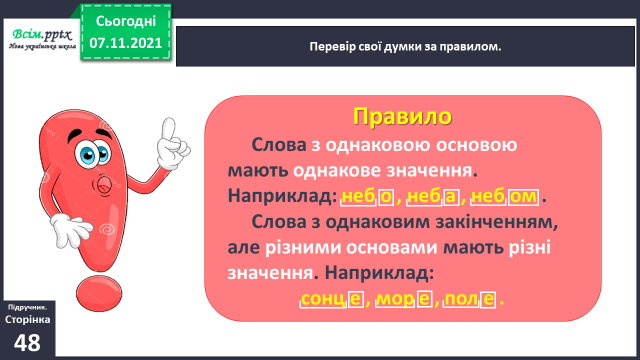 Всім.pptx
Нова українська школа
Сьогодні
07.11.2021
Перевір свої думки за правилом.
Правило
Слова з однаковою основою
мають однакове значення.
Наприклад: небо, неба, небом.
Слова з однаковим закінченням,
але різними основами мають різні
значення. Наприклад:
сонце, море, поле.
Підручник.
Сторінка
48